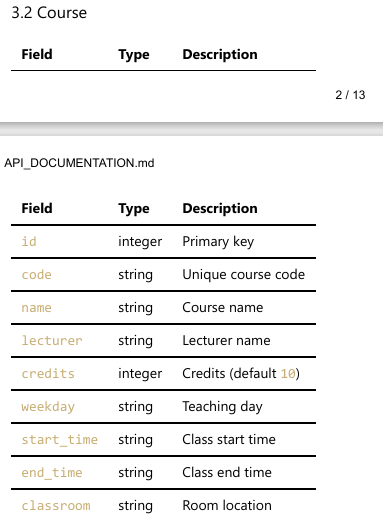 3.2 Course
Field Type Description
2 / 13
API_DOCUMENTATION.md
Field Type Description
id integer Primary key
code string Unique course code
name string Course name
lecturer string Lecturer name
credits integer Credits (default 10)
weekday string Teaching day
start_time string Class start time
end_time string Class end time
classroom string Room location